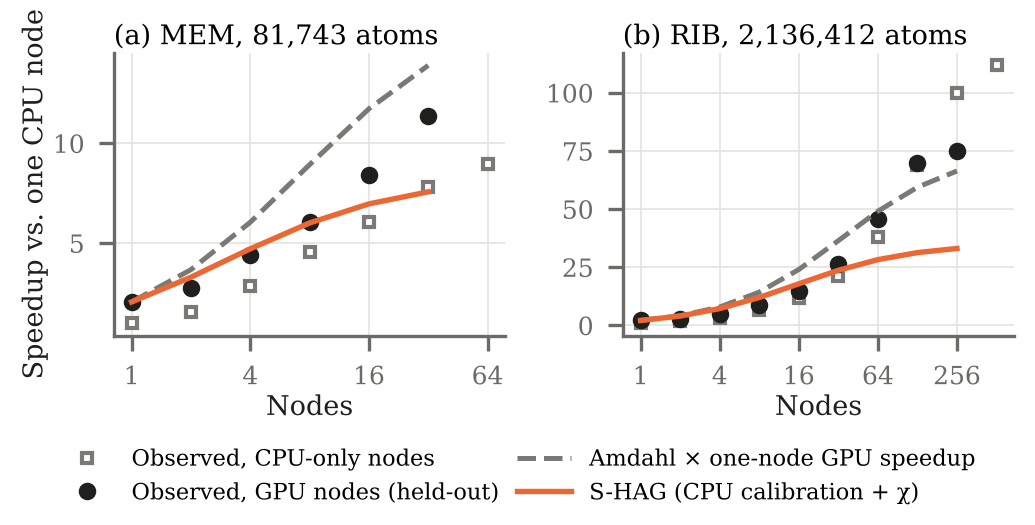 (a) MEM, 81,743 atoms
(b) RIB, 2,136,412 atoms
Speedup vs. one CPU node
10
5
1
4
16
64
Nodes
100
75
50
25
0
1
4
16
64
256
Nodes
Observed, CPU-only nodes
Observed, GPU nodes (held-out)
Amdahl × one-node GPU speedup
S-HAG (CPU calibration + χ)